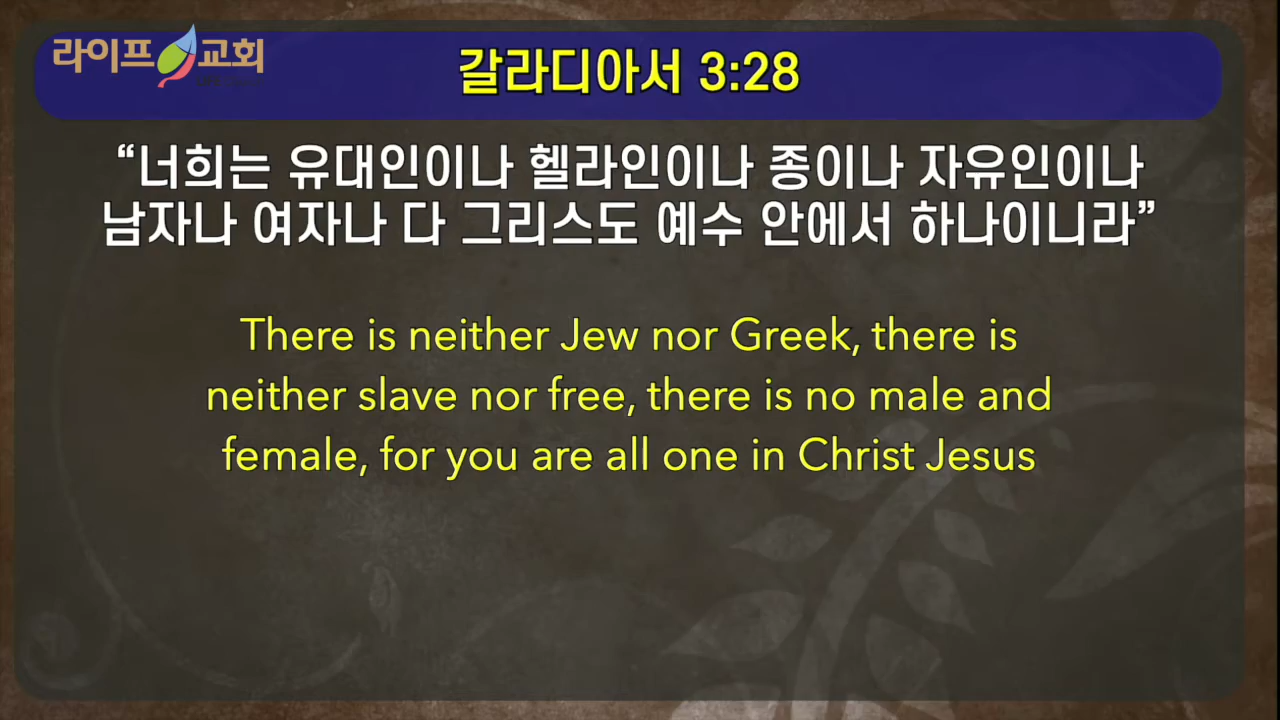 라이프 교회
갈라디아서 3:28
“너희는 유대인이나 헬라인이나 종이나 자유인이나
남자나 여자나 다 그리스도 예수 안에서 하나이니라”
There is neither Jew nor Greek, there is
neither slave nor free, there is no male and
female, for you are all one in Christ Jesus